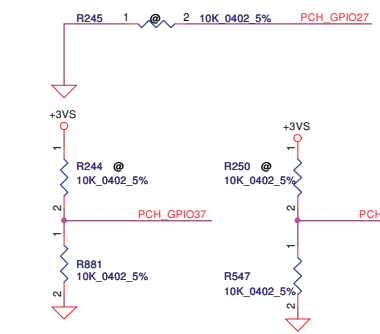 R245 1 @ 2 10K_0402_5% PCH_GPIO27
+3VS
1
R244 @
10K_0402_5%
2
PCH_GPIO37
1
R881
10K_0402_5%
2
+3VS
1
R250 @
10K_0402_5%
2
PCH
1
R547
10K_0402_5%
2